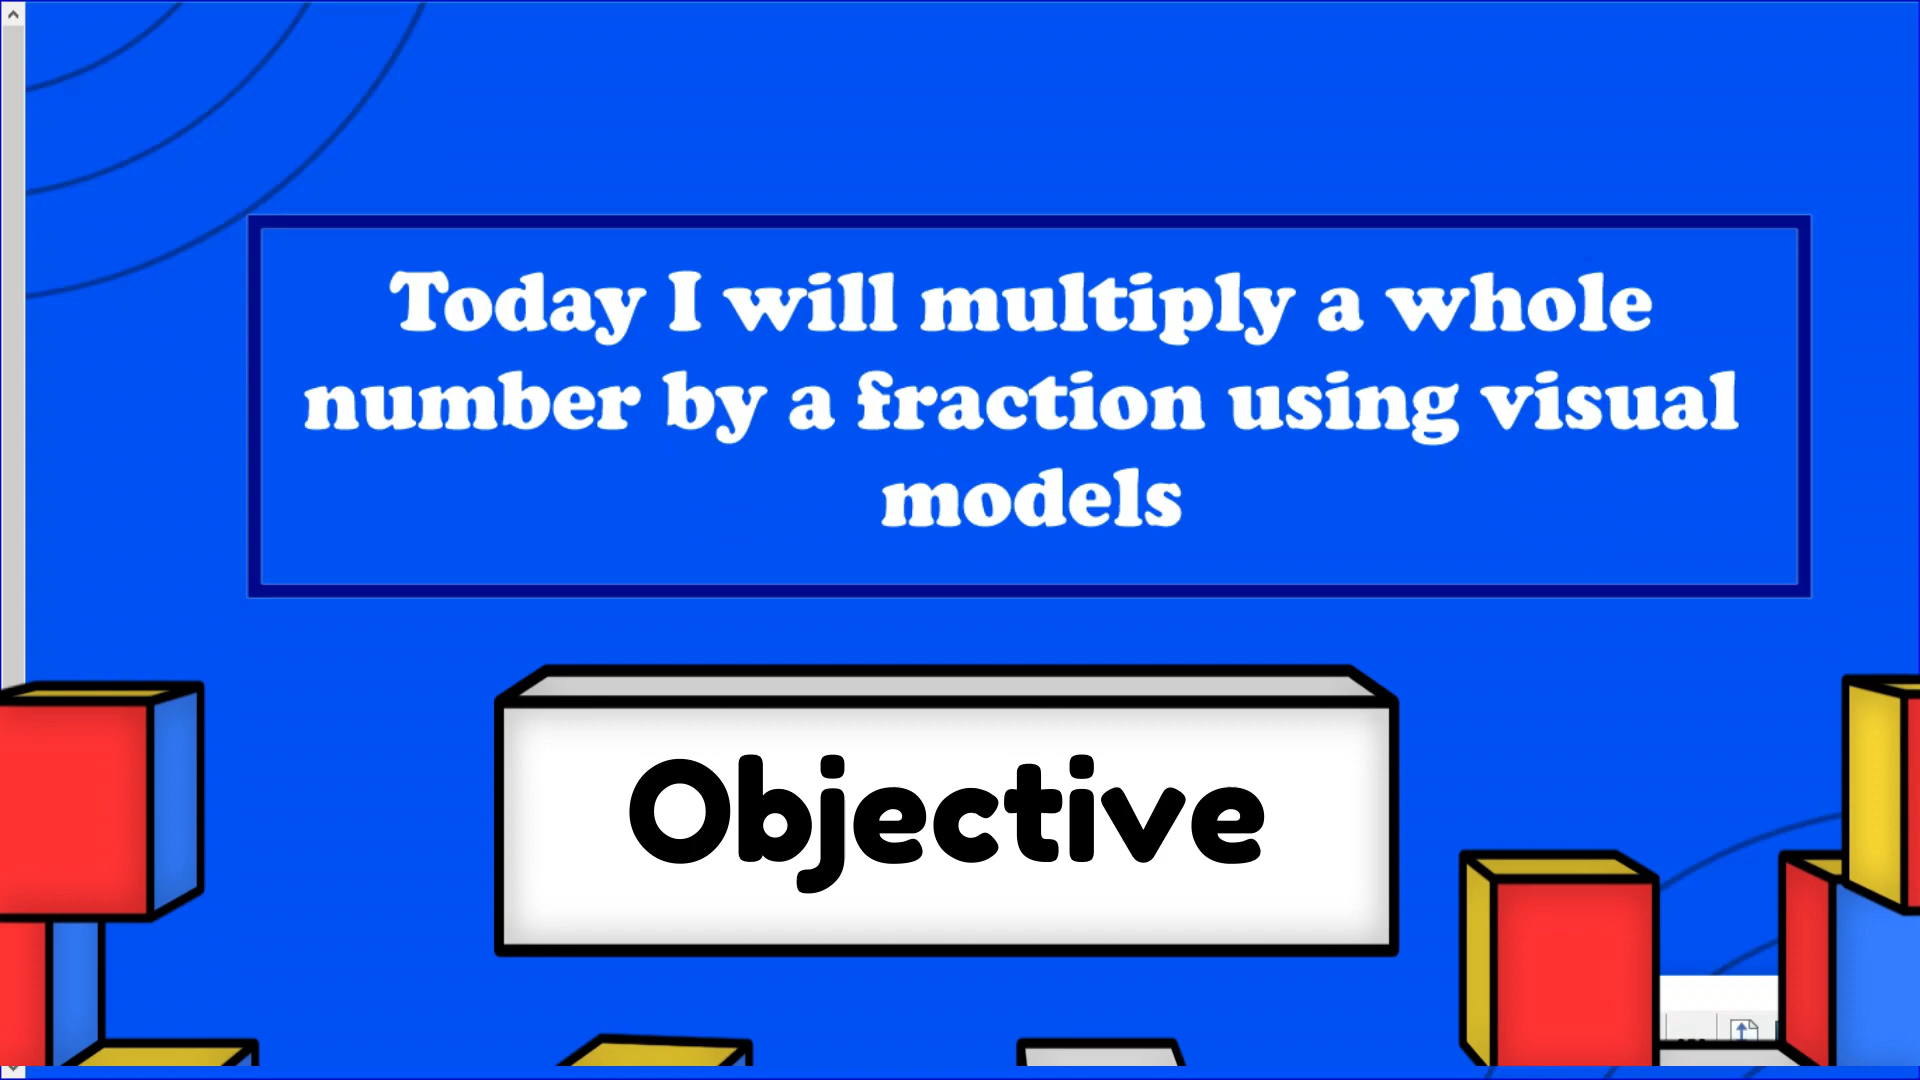 Today I will multiply a whole
number by a fraction using visual
models
Objective